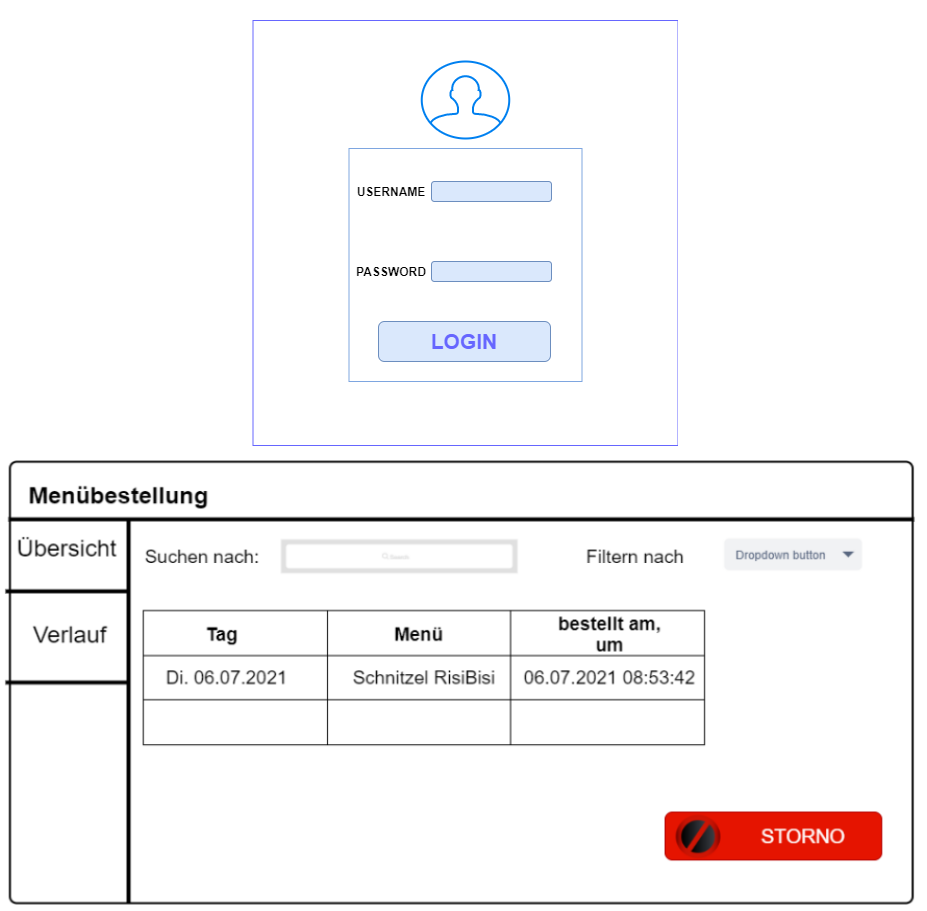 USERNAME
PASSWORD
LOGIN
Menübestellung
Übersicht
Verlauf
Suchen nach:
Search
Filtern nach
Dropdown button
Tag
Menü
bestellt am,
um
Di. 06.07.2021
Schnitzel RisiBisi
06.07.2021 08:53:42
STORNO